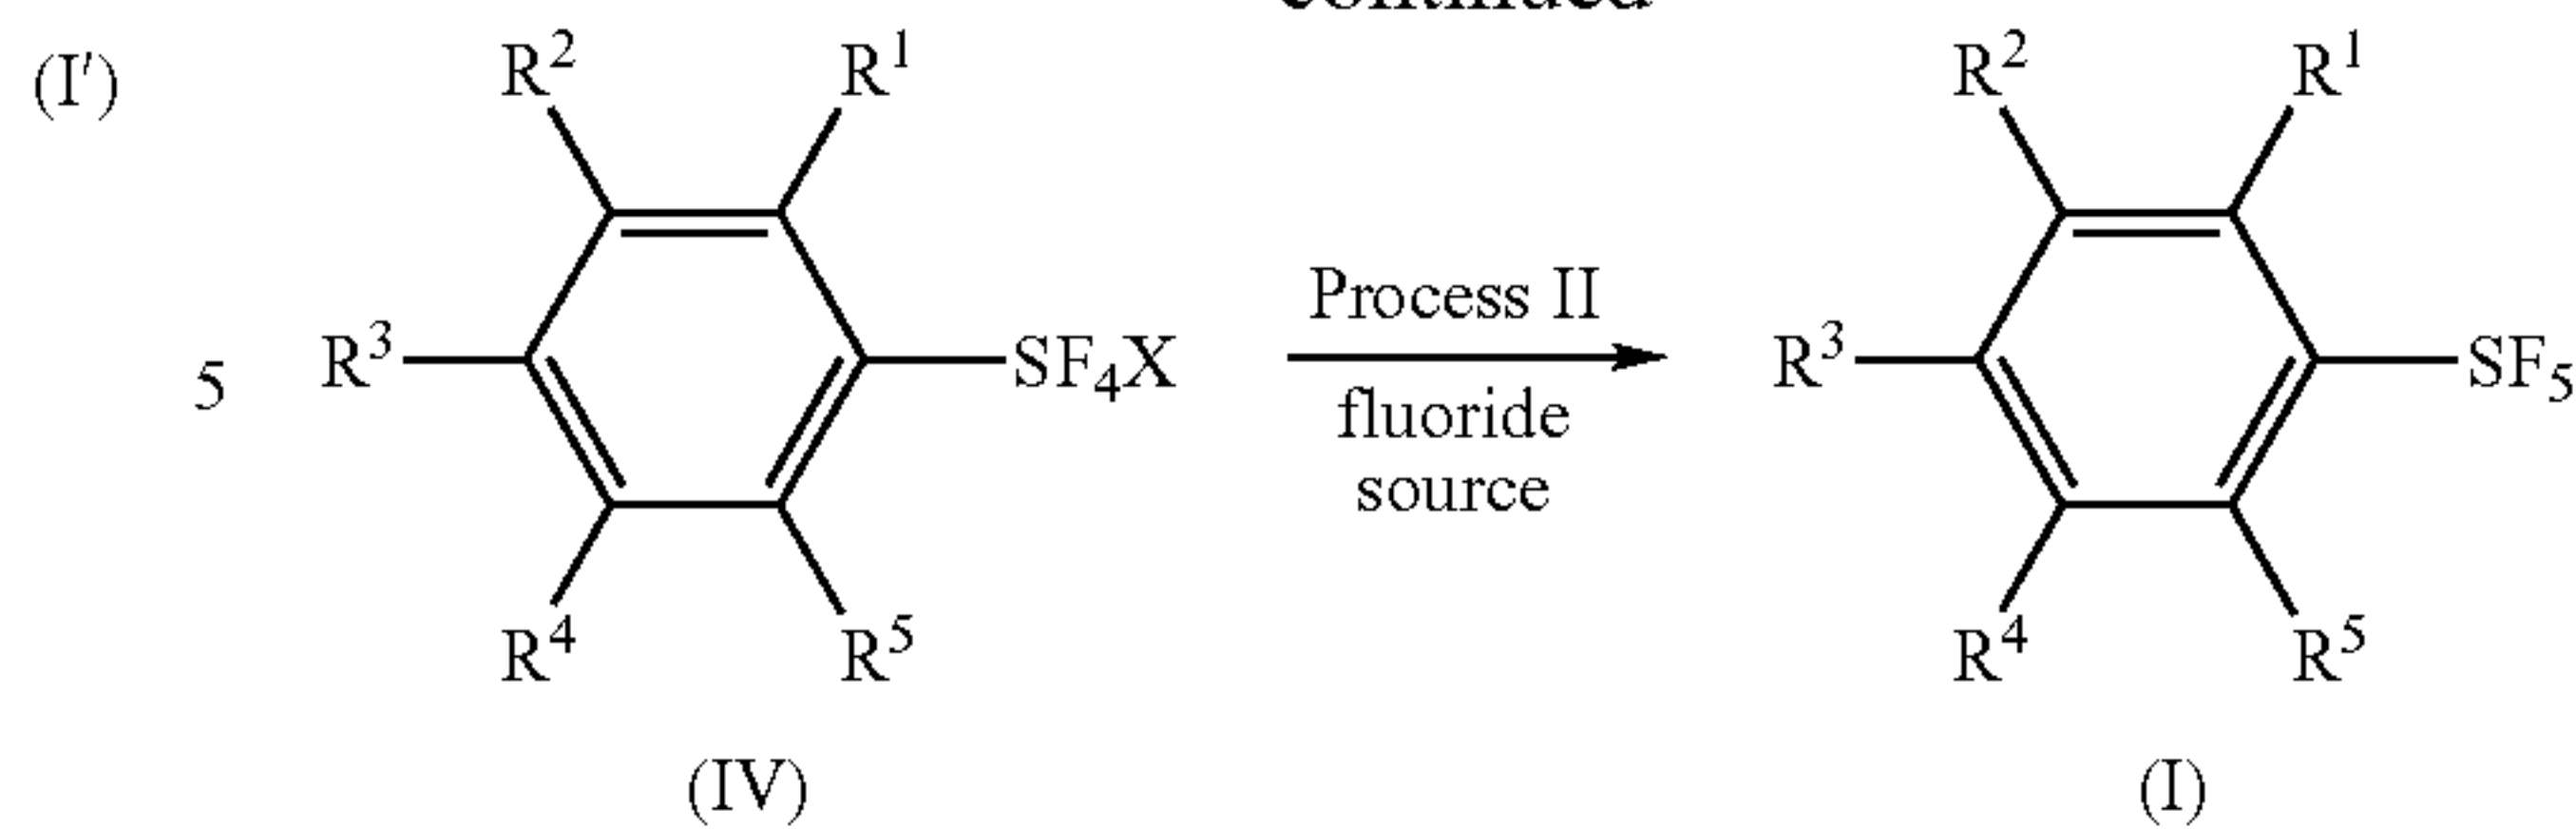 (I')
R² R¹
R³ SF₄X
R⁴ R⁵
(IV)
5
Process II
fluoride
source
R² R¹
R³ SF₅
R⁴ R⁵
(I)